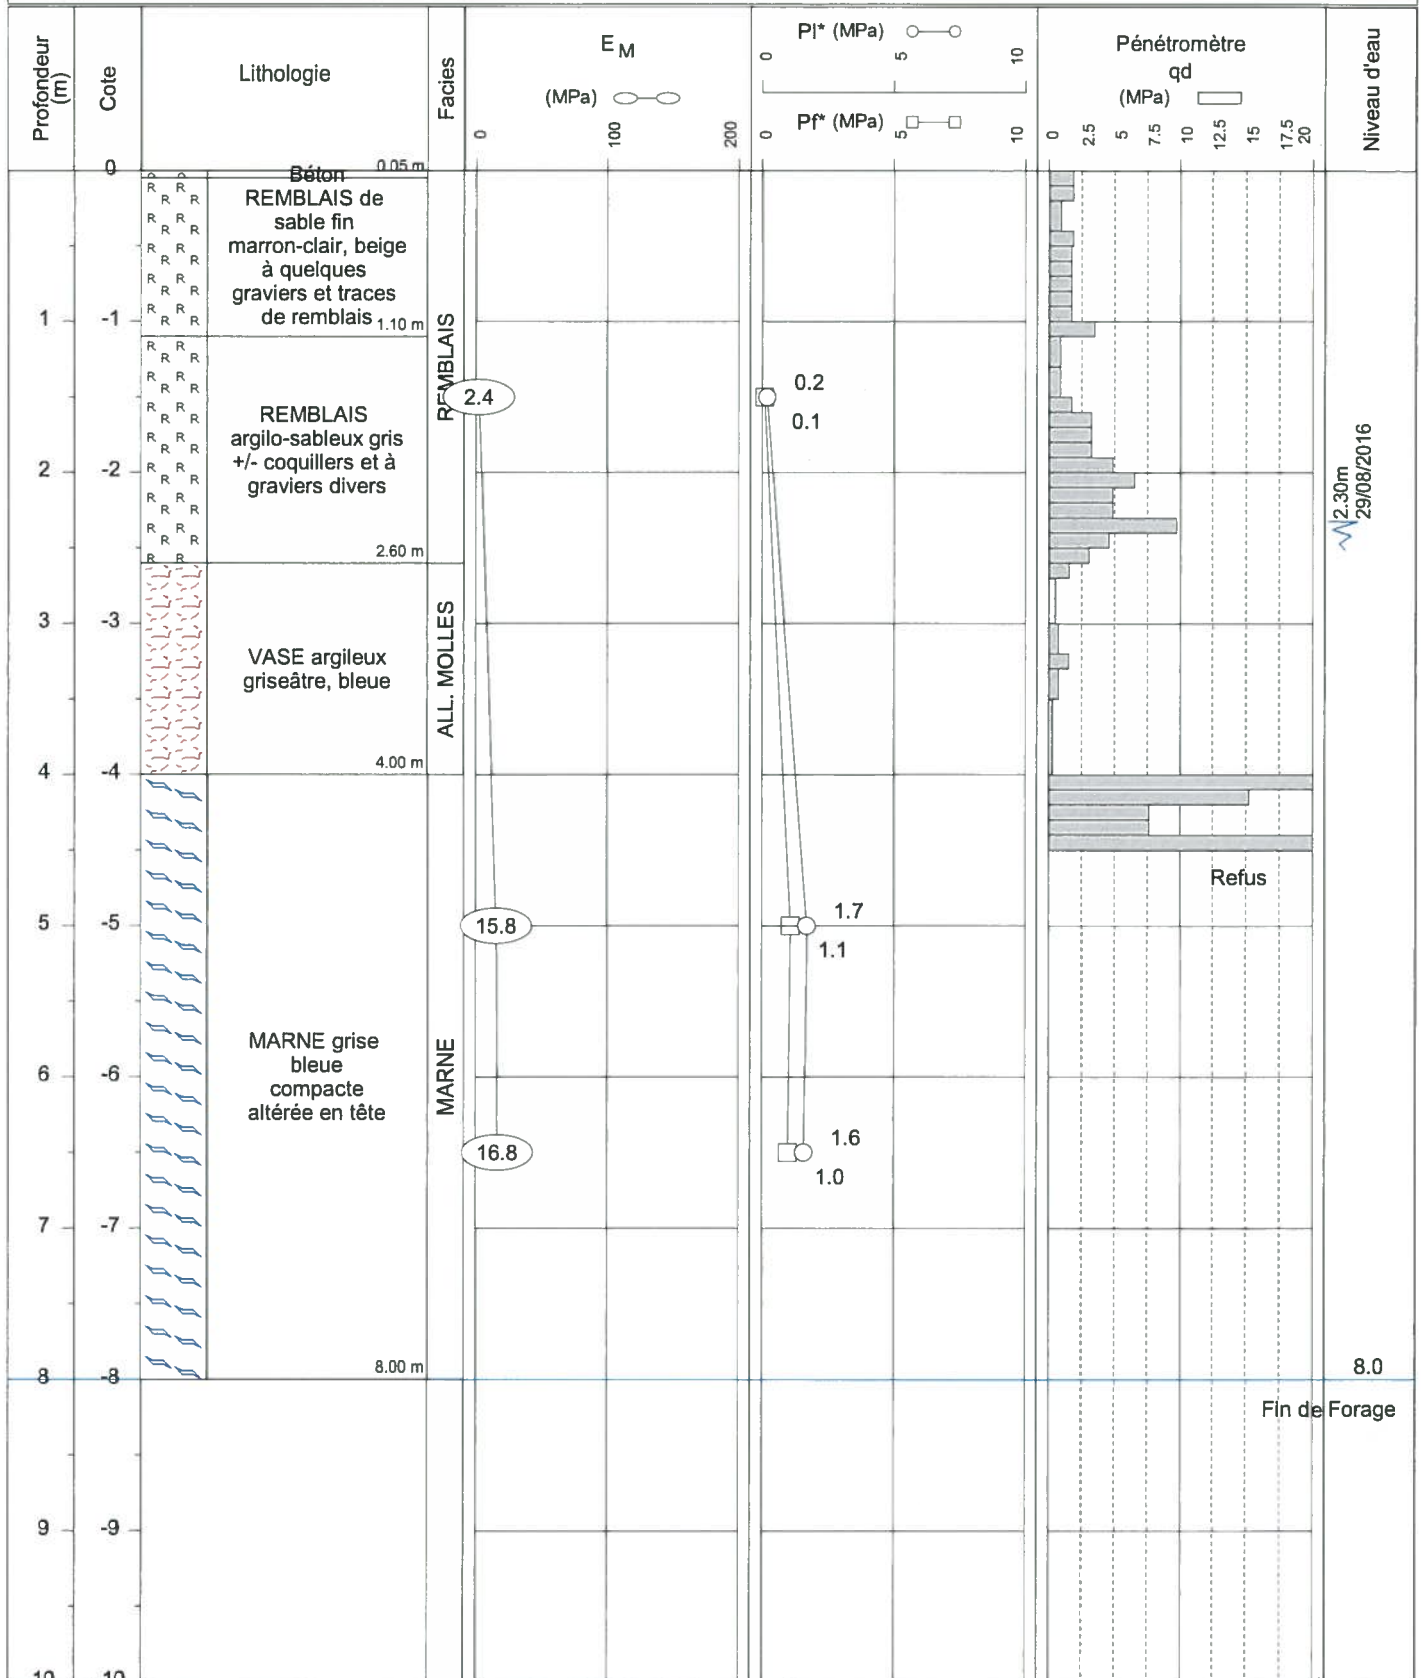 Profondeur
(m)
Cote
Lithologie
Facies
E M
(MPa)
0
100
200
Pl* (MPa)
0
5
10
Pf* (MPa)
0
5
10
Pénétromètre
qd
(MPa)
0
2.5
5
7.5
10
12.5
15
17.5
20
Niveau d'eau
0
0.05 m
Béton
REMBLAIS de
sable fin
marron-clair, beige
à quelques
graviers et traces
de remblais
1.10 m
1
-1
REMBLAIS
2.4
0.2
0.1
REMBLAIS
argilo-sableux gris
+/- coquillers et à
graviers divers
2
-2
2.30m
29/08/2016
2.60 m
3
-3
VASE argileux
griseâtre, bleue
ALL. MOLLES
4.00 m
4
-4
Refus
5
-5
15.8
1.7
1.1
MARNE grise
bleue
compacte
altérée en tête
MARNE
6
-6
16.8
1.6
1.0
7
-7
8.00 m
8
-8
8.0
Fin de Forage
9
-9
10
-10